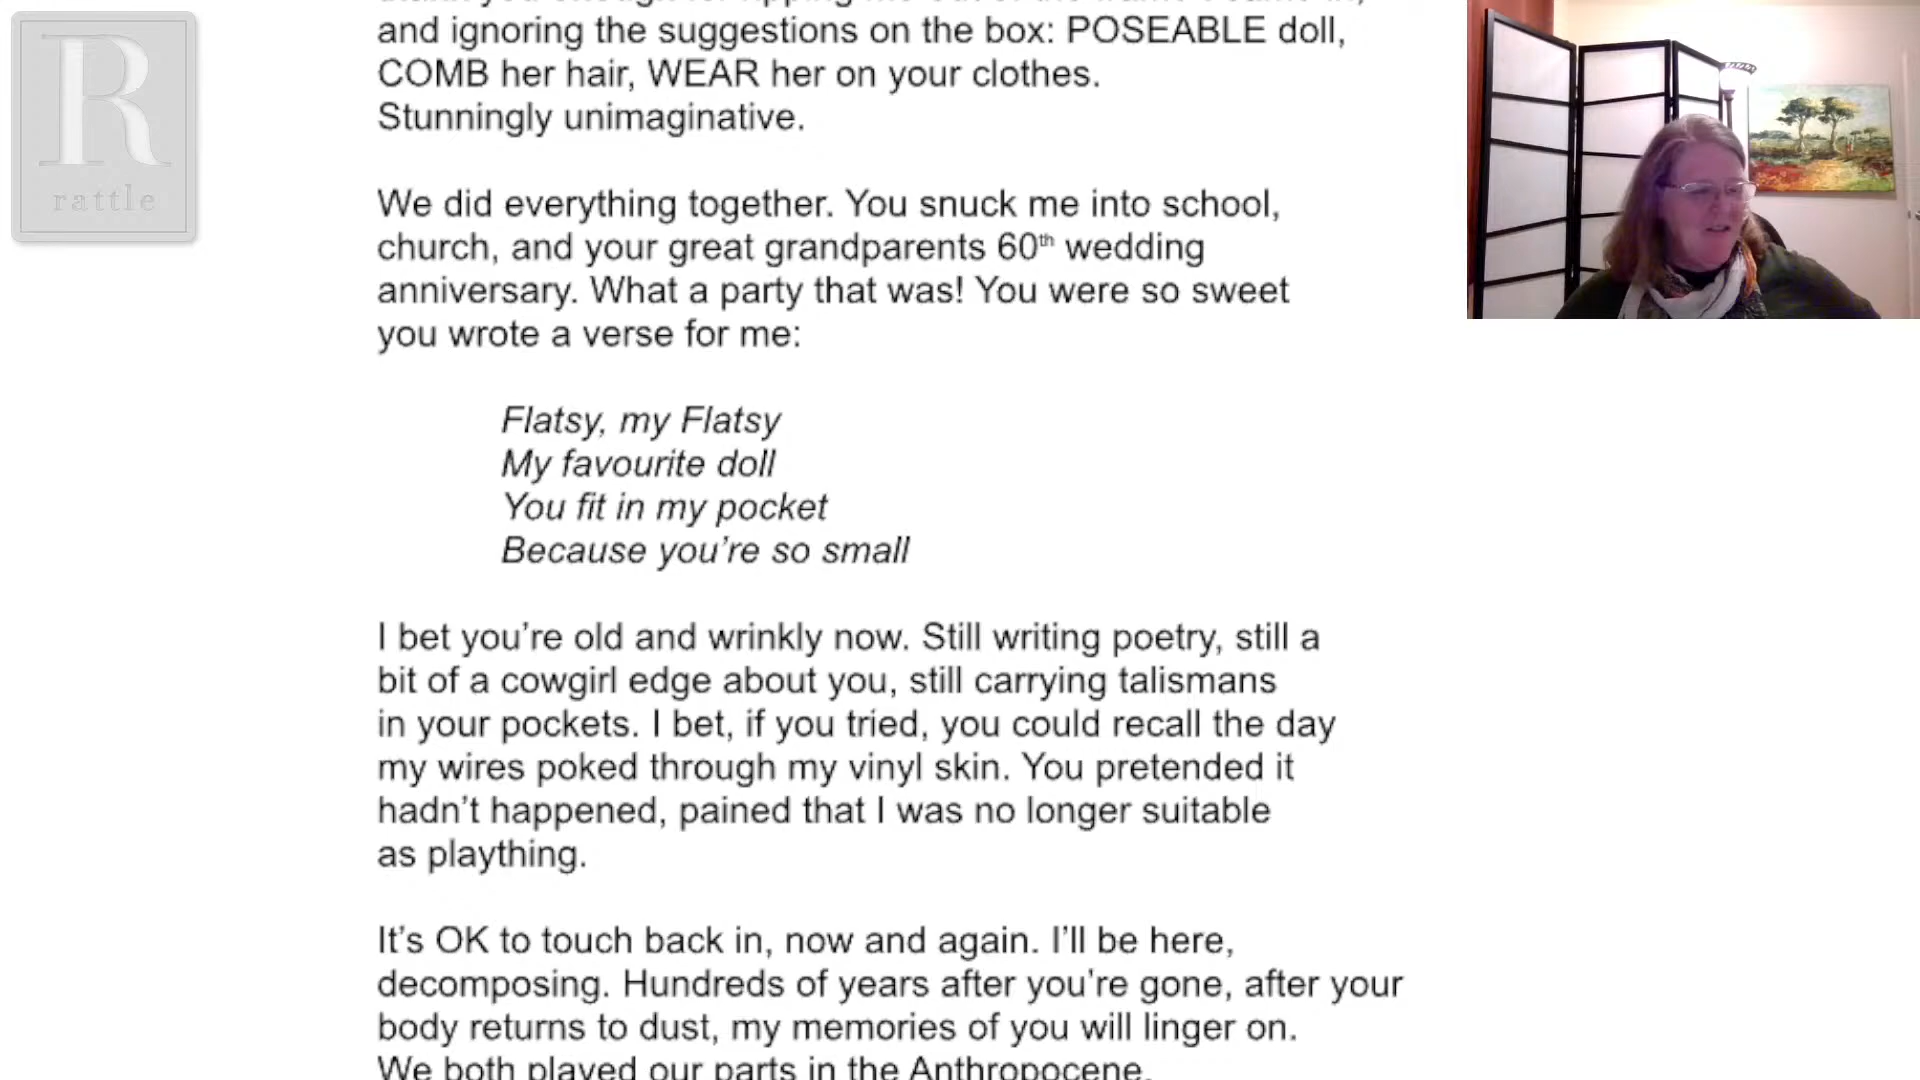 R
rattle
and ignoring the suggestions on the box: POSEABLE doll,
COMB her hair, WEAR her on your clothes.
Stunningly unimaginative.
We did everything together. You snuck me into school,
church, and your great grandparents 60th wedding
anniversary. What a party that was! You were so sweet
you wrote a verse for me:
Flatsy, my Flatsy
My favourite doll
You fit in my pocket
Because you’re so small
I bet you’re old and wrinkly now. Still writing poetry, still a
bit of a cowgirl edge about you, still carrying talismans
in your pockets. I bet, if you tried, you could recall the day
my wires poked through my vinyl skin. You pretended it
hadn’t happened, pained that I was no longer suitable
as plaything.
It’s OK to touch back in, now and again. I’ll be here,
decomposing. Hundreds of years after you’re gone, after your
body returns to dust, my memories of you will linger on.
We both played our parts in the Anthropocene.